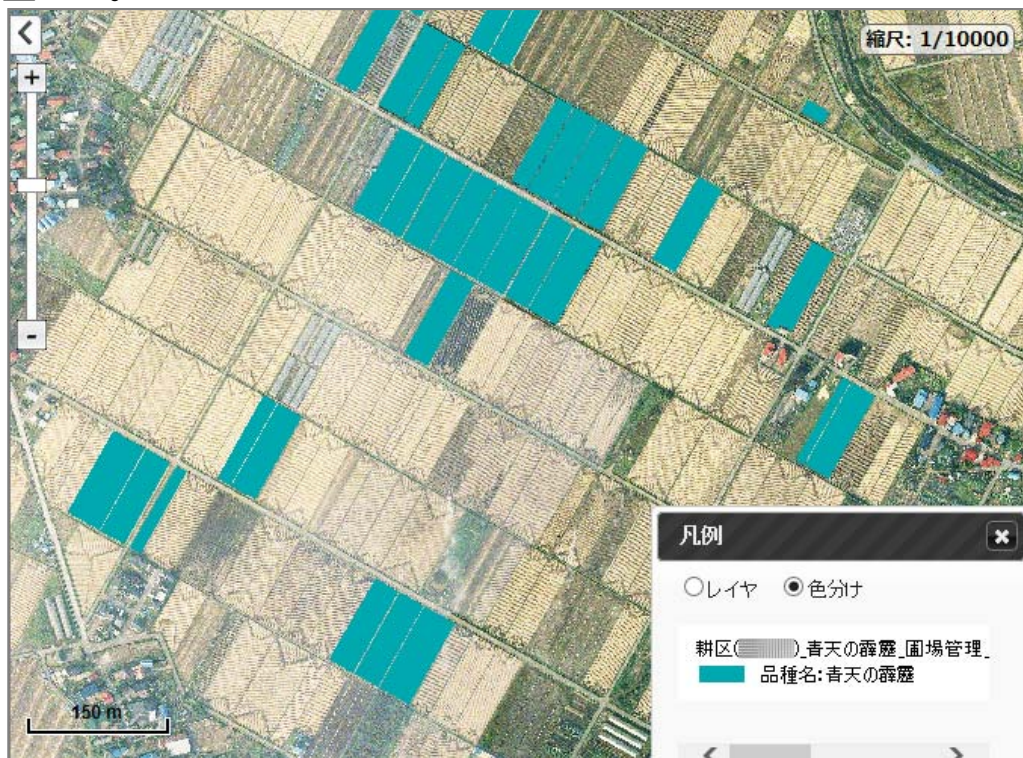 縮尺: 1/10000
+
-
150 m
凡例
レイヤ 色分け
耕区( )_青天の霹靂_圃場管理_
品種名:青天の霹靂